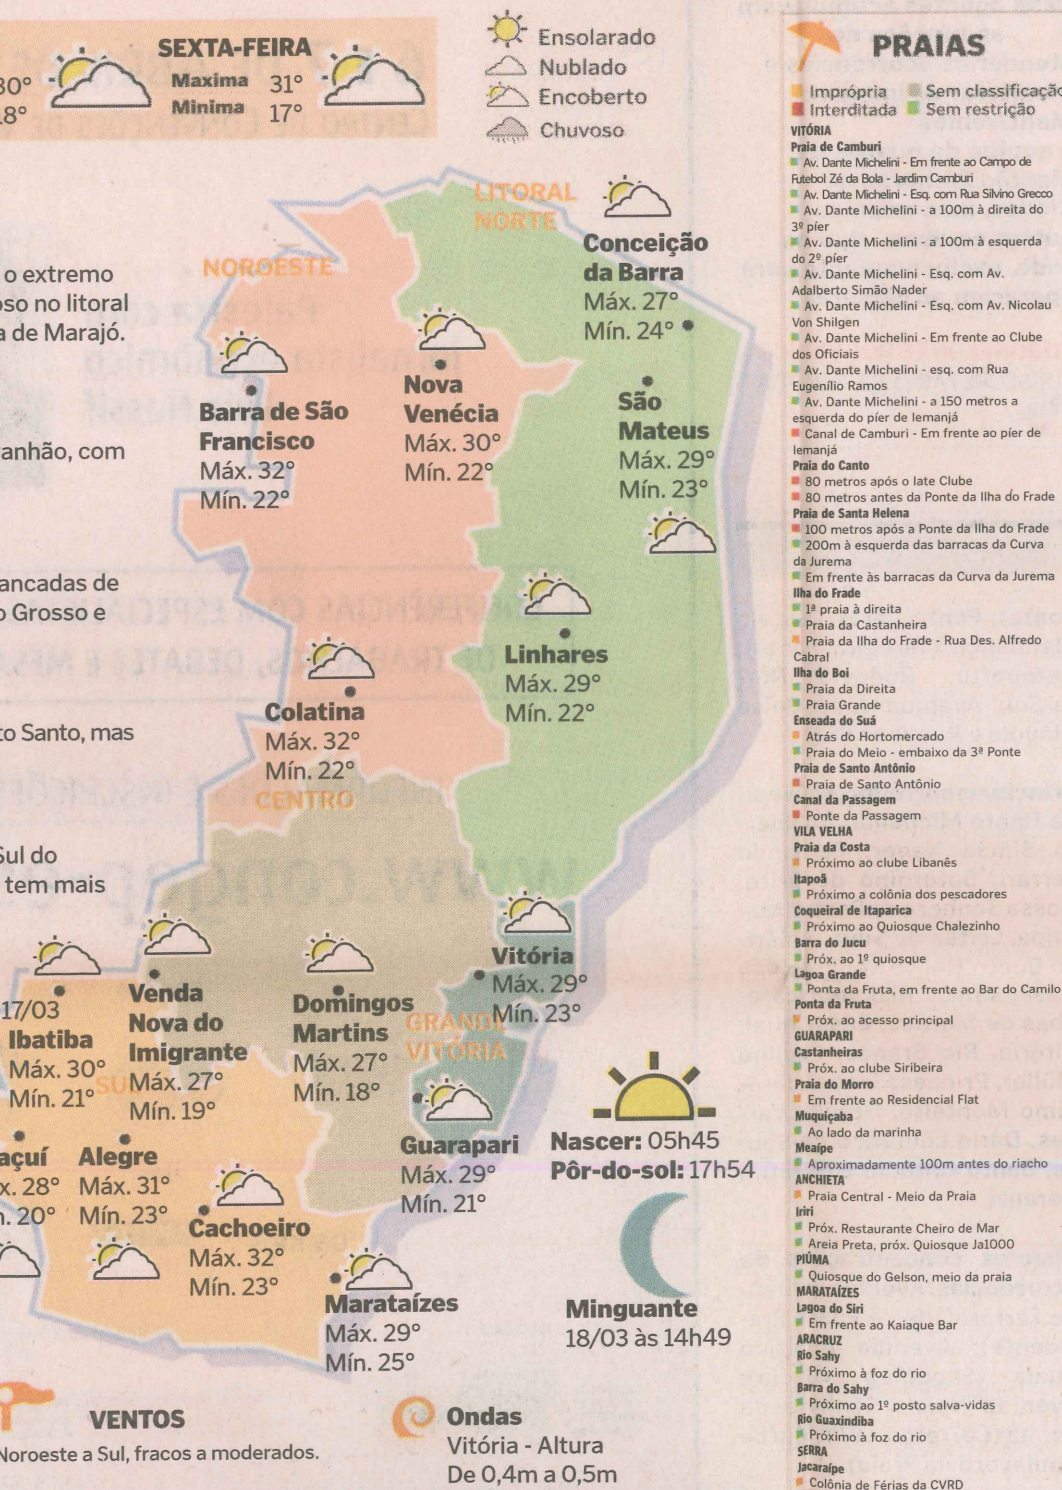 30°
18°
SEXTA-FEIRA
Maxima 31°
Minima 17°
Ensolarado
Nublado
Encoberto
Chuvoso
o extremo
oso no litoral
a de Marajó.
ranhão, com
ancadas de
o Grosso e
to Santo, mas
Sul do
tem mais
LITORAL
NORTE
NOROESTE
Conceição
da Barra
Máx. 27°
Mín. 24°
Barra de São
Francisco
Máx. 32°
Mín. 22°
Nova
Venécia
Máx. 30°
Mín. 22°
São
Mateus
Máx. 29°
Mín. 23°
Linhares
Máx. 29°
Mín. 22°
Colatina
Máx. 32°
Mín. 22°
CENTRO
Vitória
Máx. 29°
Mín. 23°
GRANDE
VITÓRIA
17/03
Ibatiba
Máx. 30°
Mín. 21°
Venda
Nova do
Imigrante
Máx. 27°
Mín. 19°
Domingos
Martins
Máx. 27°
Mín. 18°
SU
açuí
x. 28°
n. 20°
Alegre
Máx. 31°
Mín. 23°
Cachoeiro
Máx. 32°
Mín. 23°
Guarapari
Máx. 29°
Mín. 21°
Marataízes
Máx. 29°
Mín. 25°
Nascer: 05h45
Pôr-do-sol: 17h54
Minguante
18/03 às 14h49
VENTOS
Noroeste a Sul, fracos a moderados.
Ondas
Vitória - Altura
De 0,4m a 0,5m
PRAIAS
Imprópria Sem classificação
Interditada Sem restrição
VITÓRIA
Praia de Camburi
Av. Dante Michelini - Em frente ao Campo de
Futebol Zé da Bola - Jardim Camburi
Av. Dante Michelini - Esq. com Rua Silvino Grecco
Av. Dante Michelini - a 100m à direita do
3º píer
Av. Dante Michelini - a 100m à esquerda
do 2º píer
Av. Dante Michelini - Esq. com Av.
Adalberto Simão Nader
Av. Dante Michelini - Esq. com Av. Nicolau
Von Shilgen
Av. Dante Michelini - Em frente ao Clube
dos Oficiais
Av. Dante Michelini - esq. com Rua
Eugenílio Ramos
Av. Dante Michelini - a 150 metros a
esquerda do píer de Iemanjá
Canal de Camburi - Em frente ao píer de
Iemanjá
Praia do Canto
80 metros após o Iate Clube
80 metros antes da Ponte da Ilha do Frade
Praia de Santa Helena
100 metros após a Ponte da Ilha do Frade
200m à esquerda das barracas da Curva
da Jurema
Em frente às barracas da Curva da Jurema
Ilha do Frade
1ª praia à direita
Praia da Castanheira
Praia da Ilha do Frade - Rua Des. Alfredo
Cabral
Ilha do Boi
Praia da Direita
Praia Grande
Enseada do Suá
Atrás do Hortomercado
Praia do Meio - embaixo da 3ª Ponte
Praia de Santo Antônio
Praia de Santo Antônio
Canal da Passagem
Ponte da Passagem
VILA VELHA
Praia da Costa
Próximo ao clube Libanês
Itapoã
Próximo a colônia dos pescadores
Coqueiral de Itaparica
Próximo ao Quiosque Chalezinho
Barra do Jucu
Próx. ao 1º quiosque
Lagoa Grande
Ponta da Fruta, em frente ao Bar do Camilo
Ponta da Fruta
Próx. ao acesso principal
GUARAPARI
Castanheiras
Próx. ao clube Siribeira
Praia do Morro
Em frente ao Residencial Flat
Muquiçaba
Ao lado da marinha
Meaípe
Aproximadamente 100m antes do riacho
ANCHIETA
Praia Central - Meio da Praia
Iriri
Próx. Restaurante Cheiro de Mar
Areia Preta, próx. Quiosque Ja1000
PIÚMA
Quiosque do Gelson, meio da praia
MARATAÍZES
Lagoa do Siri
Em frente ao Kaiaque Bar
ARACRUZ
Rio Sahy
Próximo à foz do rio
Barra do Sahy
Próximo ao 1º posto salva-vidas
Rio Guaxindiba
Próximo à foz do rio
SERRA
Jacaraípe
Colônia de Férias da CVRD